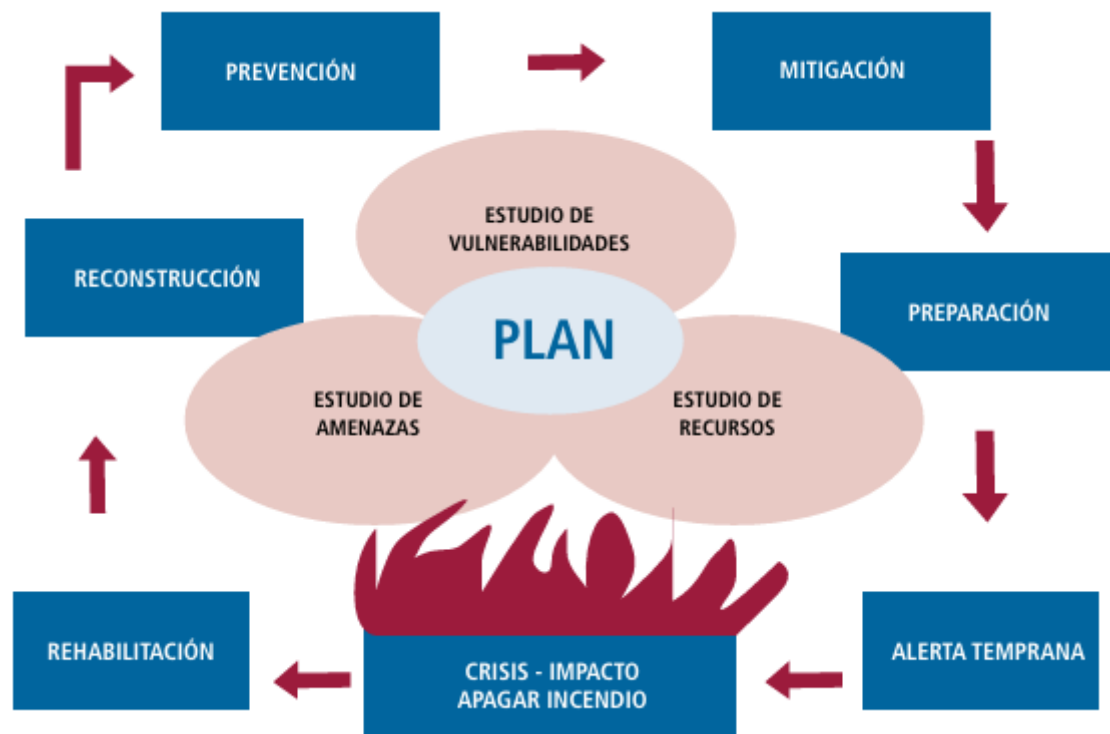 PREVENCIÓN
MITIGACIÓN
ESTUDIO DE
VULNERABILIDADES
RECONSTRUCCIÓN
PREPARACIÓN
PLAN
ESTUDIO DE
AMENAZAS
ESTUDIO DE
RECURSOS
REHABILITACIÓN
CRISIS - IMPACTO
APAGAR INCENDIO
ALERTA TEMPRANA